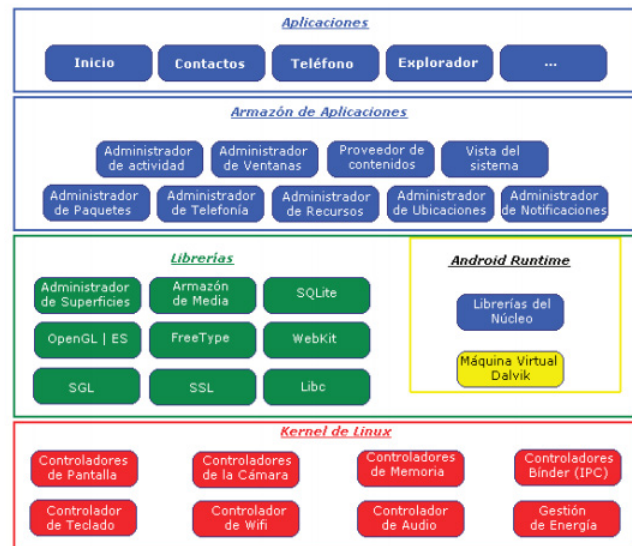 Aplicaciones
Inicio
Contactos
Teléfono
Explorador
...
Armazón de Aplicaciones
Administrador
de actividad
Administrador
de Ventanas
Proveedor de
contenidos
Vista del
sistema
Administrador
de Paquetes
Administrador
de Telefonía
Administrador
de Recursos
Administrador
de Ubicaciones
Administrador
de Notificaciones
Librerías
Administrador
de Superficies
Armazón
de Media
SQLite
OpenGL | ES
FreeType
WebKit
SGL
SSL
Libc
Android Runtime
Librerías del
Núcleo
Máquina Virtual
Dalvik
Kernel de Linux
Controladores
de Pantalla
Controladores
de la Cámara
Controladores
de Memoria
Controladores
Bínder (IPC)
Controlador
de Teclado
Controlador
de Wifi
Controlador
de Audio
Gestión
de Energía